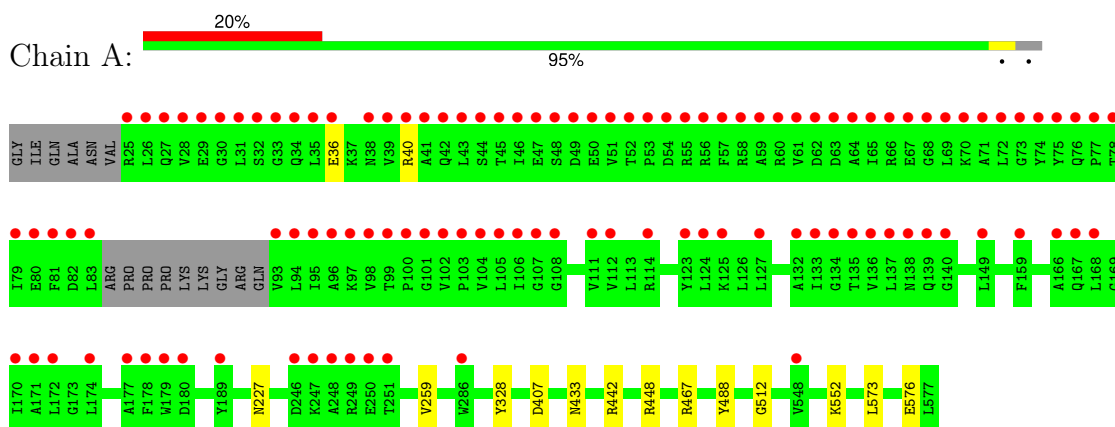 20%
Chain A:
95%
• •
GLY ILE GLN ALA ASN VAL R25 L26 Q27 V28 E29 G30 L31 S32 G33 Q34 L35 E36 K37 N38 V39 R40 A41 Q42 L43 S44 T45 I46 E47 S48 D49 E50 V51 T52 P53 D54 R55 R56 F57 R58 A59 R60 V61 D62 D63 A64 I65 R66 E67 G68 L69 K70 A71 L72 G73 Y74 Y75 Q76 P77 T78
I79 E80 F81 D82 L83 ARG PRO PRO PRO LYS LYS GLY ARG GLN V93 L94 I95 A96 K97 V98 T99 P100 G101 V102 P103 V104 L105 I106 G107 G108 V111 V112 L113 R114 Y123 L124 K125 L126 L127 A132 I133 G134 T135 V136 L137 N138 Q139 G140 L149 F159 A166 Q167 L168 G169
I170 A171 L172 G173 L174 A177 F178 W179 D180 Y189 N227 D246 K247 A248 R249 E250 T251 V259 W286 Y328 D407 N433 R442 R448 R467 Y488 G512 V548 K552 L573 E576 L577